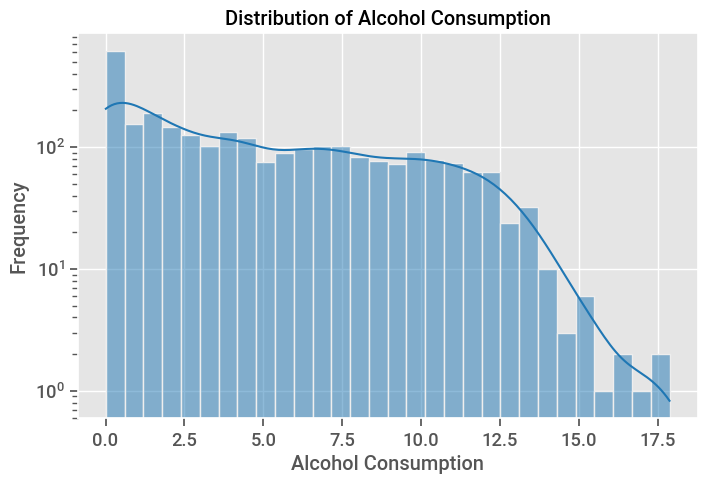 Distribution of Alcohol Consumption
Frequency
10²
10¹
10⁰
0.0 2.5 5.0 7.5 10.0 12.5 15.0 17.5
Alcohol Consumption